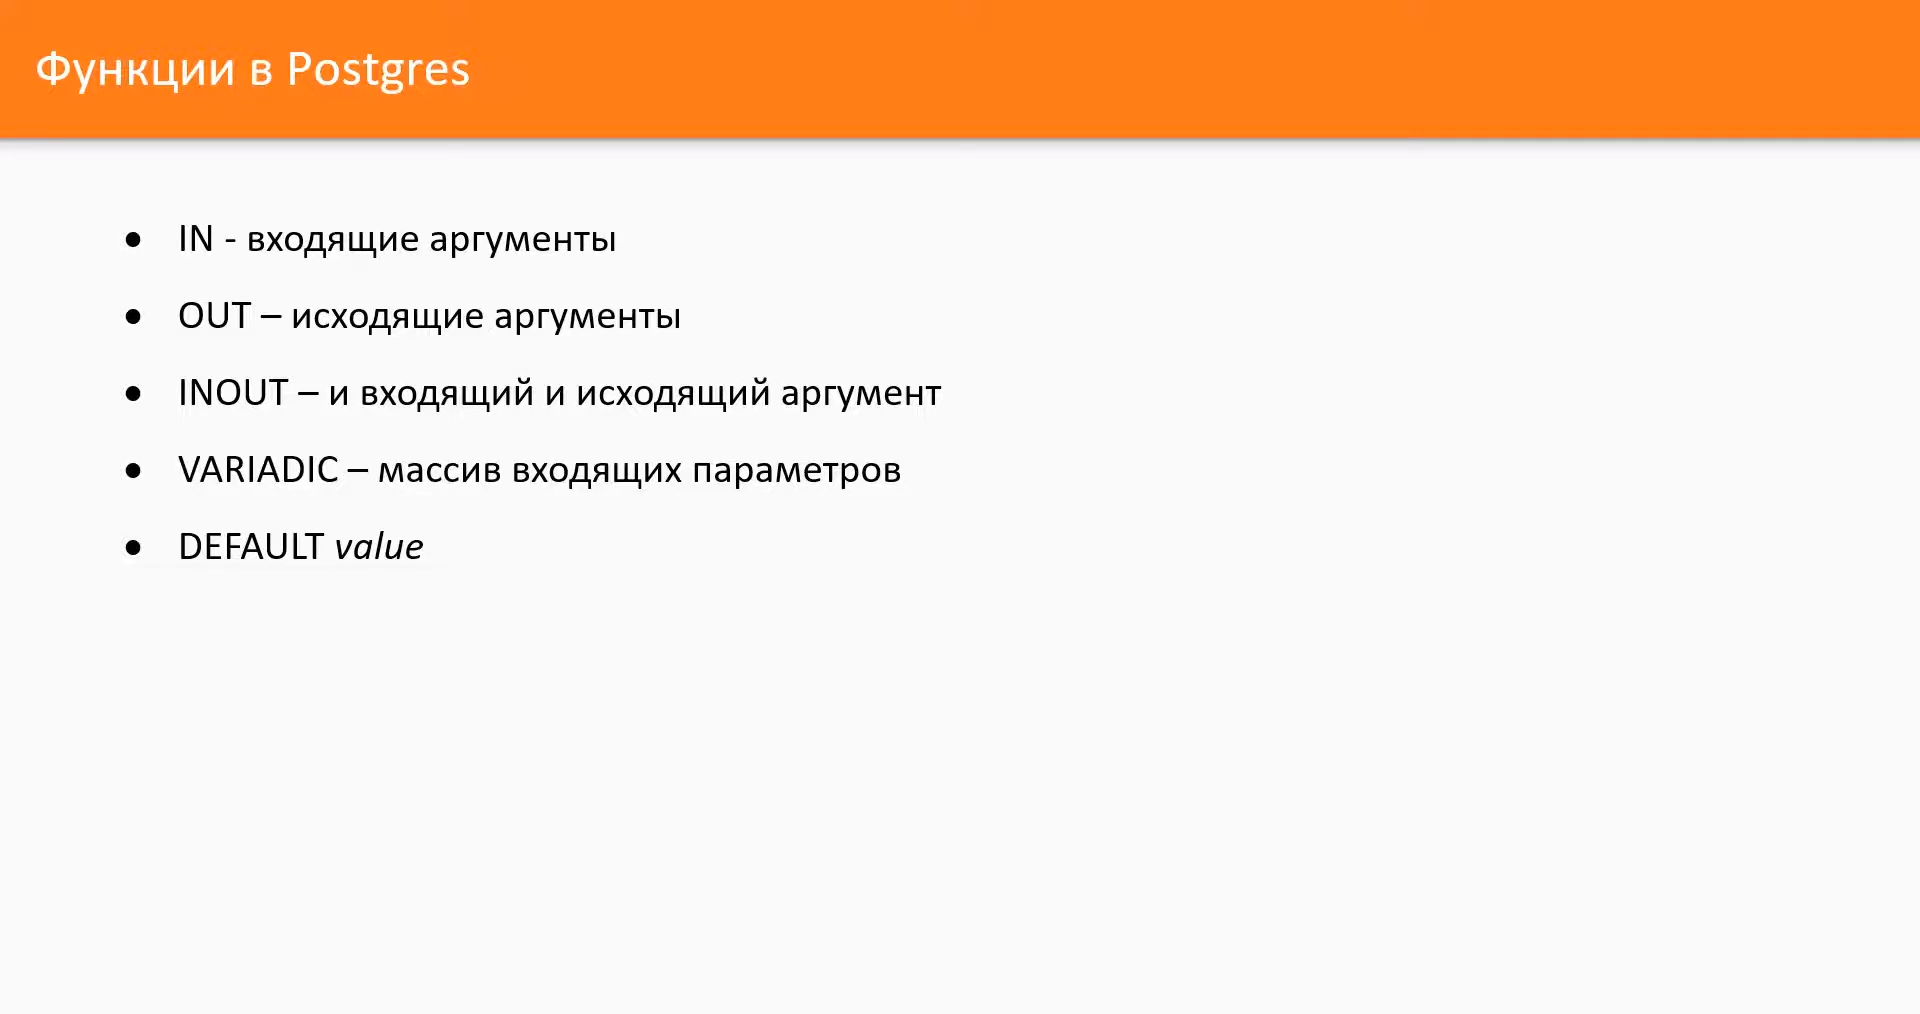 Функции в Postgres
● IN - входящие аргументы
● OUT – исходящие аргументы
● INOUT – и входящий и исходящий аргумент
● VARIADIC – массив входящих параметров
● DEFAULT value